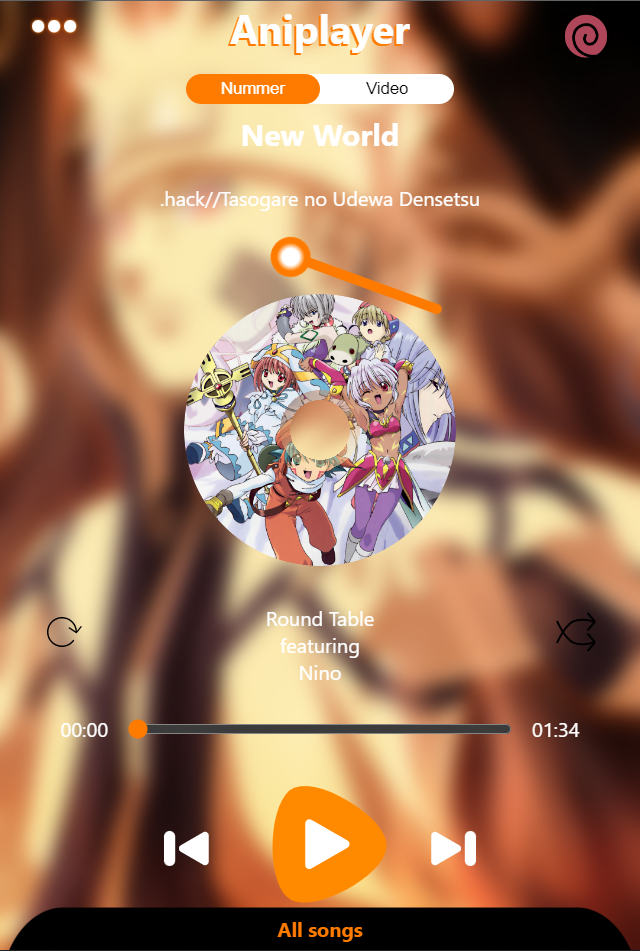 Aniplayer
Nummer Video
New World
.hack//Tasogare no Udewa Densetsu
Round Table
featuring
Nino
00:00 01:34
All songs